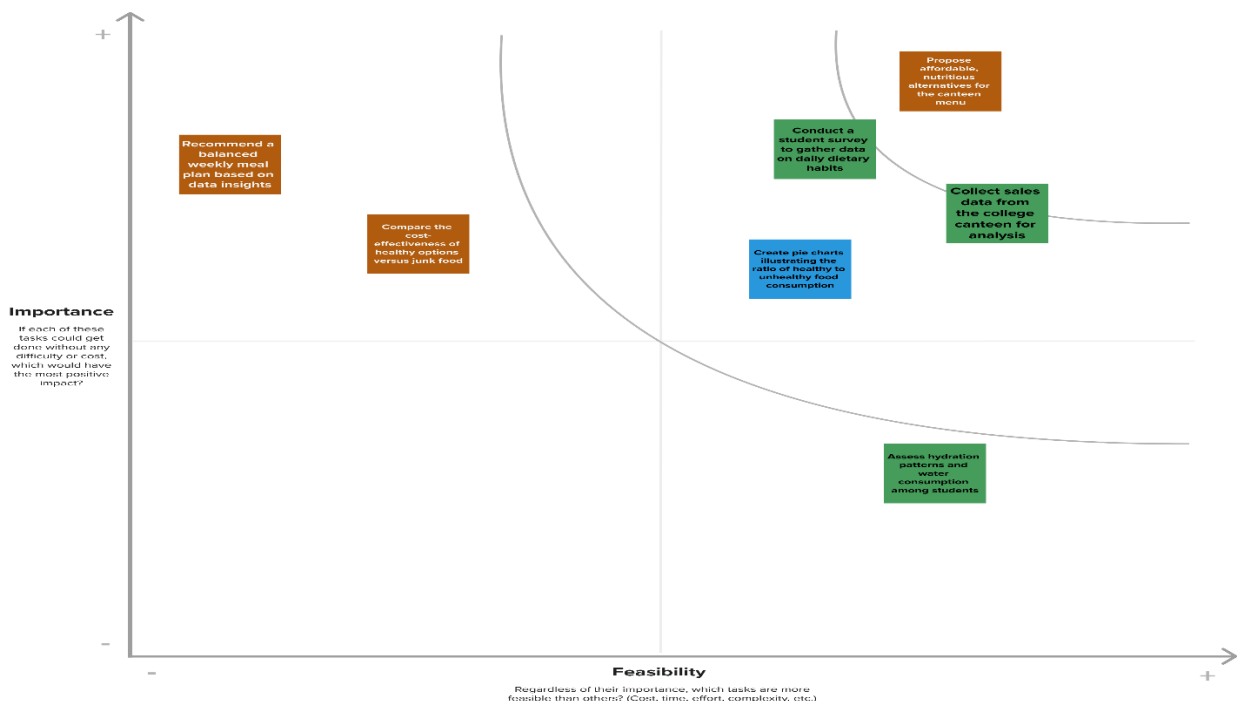 +
Propose
affordable,
nutritious
alternatives for
the canteen
menu
Conduct a
student survey
to gather data
on daily dietary
habits
Recommend a
balanced
weekly meal
plan based on
data insights
Collect sales
data from
the college
canteen for
analysis
Compare the
cost-
effectiveness of
healthy options
versus junk food
Create pie charts
illustrating the
ratio of healthy to
unhealthy food
consumption
Importance
If each of these
tasks could get
done without any
difficulty or cost,
which would have
the most positive
impact?
Assess hydration
patterns and
water
consumption
among students
-
-
Feasibility
+
Regardless of their importance, which tasks are more
feasible than others? (Cost, time, effort, complexity, etc.)